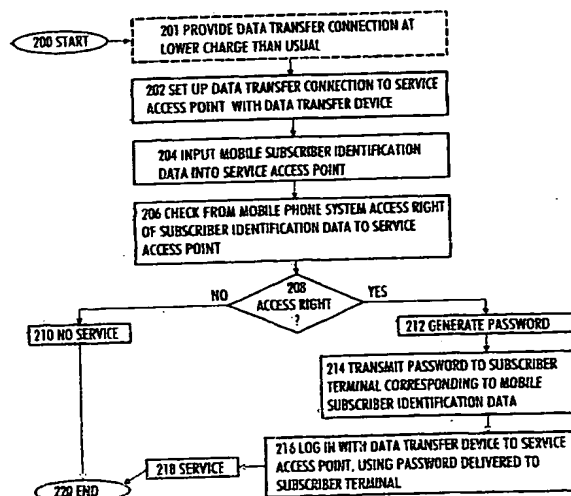 200 START
201 PROVIDE DATA TRANSFER CONNECTION AT
LOWER CHARGE THAN USUAL
202 SET UP DATA TRANSFER CONNECTION TO SERVICE
ACCESS POINT WITH DATA TRANSFER DEVICE
204 INPUT MOBILE SUBSCRIBER IDENTIFICATION
DATA INTO SERVICE ACCESS POINT
206 CHECK FROM MOBILE PHONE SYSTEM ACCESS RIGHT
OF SUBSCRIBER IDENTIFICATION DATA TO SERVICE
ACCESS POINT
208
ACCESS RIGHT
?
NO
YES
210 NO SERVICE
212 GENERATE PASSWORD
214 TRANSMIT PASSWORD TO SUBSCRIBER
TERMINAL CORRESPONDING TO MOBILE
SUBSCRIBER IDENTIFICATION DATA
216 LOG IN WITH DATA TRANSFER DEVICE TO SERVICE
ACCESS POINT, USING PASSWORD DELIVERED TO
SUBSCRIBER TERMINAL
218 SERVICE
220 END